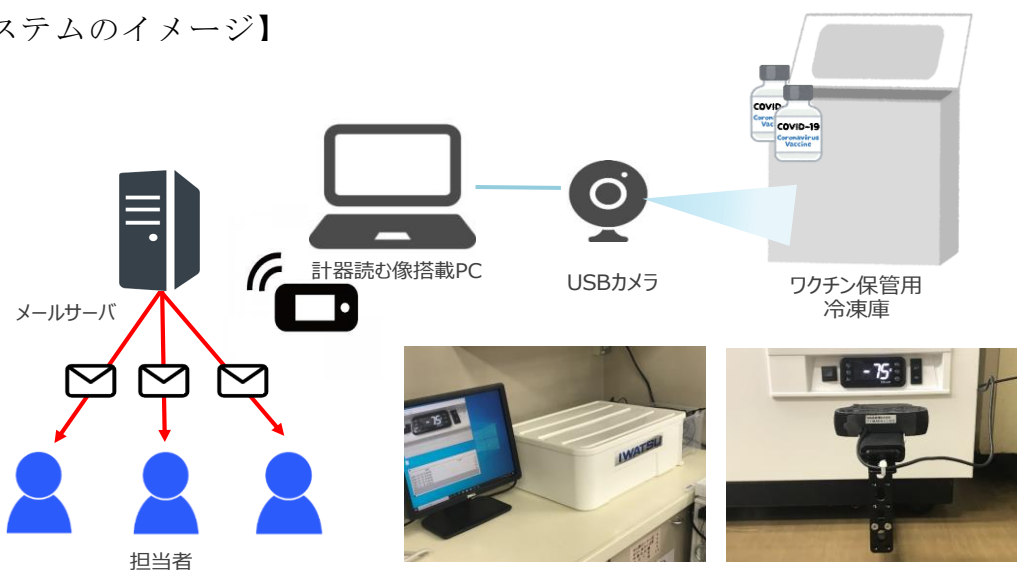 ステムのイメージ】
COVID-19
Coronavirus
Vaccine
計器読む像搭載PC
USBカメラ
ワクチン保管用
冷凍庫
メールサーバ
担当者
IWATSU
-75
-75